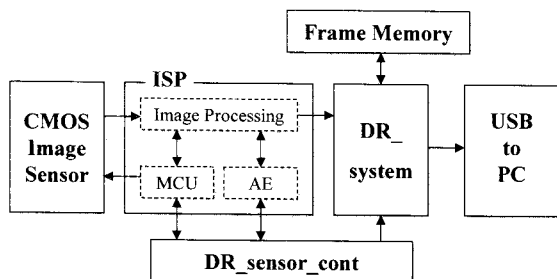 Frame Memory
ISP
CMOS
Image
Sensor
Image Processing
MCU
AE
DR_
system
USB
to
PC
DR_sensor_cont